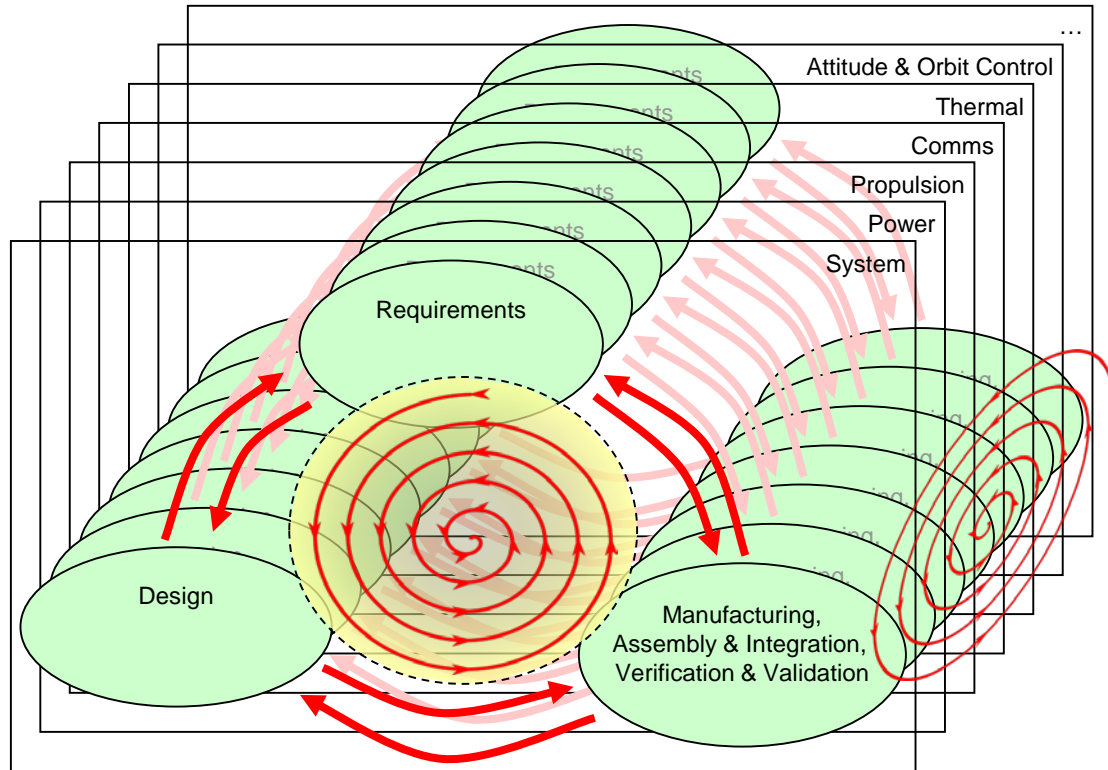 …
Attitude & Orbit Control
Thermal
Comms
Propulsion
Power
System
Requirements
Design
Manufacturing,
Assembly & Integration,
Verification & Validation